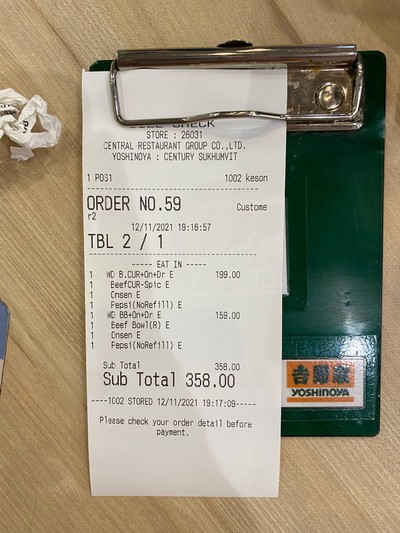 CHECK
STORE : 26031
CENTRAL RESTAURANT GROUP CO.,LTD.
YOSHINOYA : CENTURY SUKHUMVIT
1 POS1 1002 keson
ORDER NO.59 Custome
r2
12/11/2021 19:16:57
TBL 2 / 1
----- EAT IN -----
1 WD B.CUR+On+Dr E 199.00
1 BeefCUR-Spic E
1 Onsen E
1 Pepsi(NoRefill) E
1 WD BB+On+Dr E 159.00
1 Beef Bowl(R) E
1 Onsen E
1 Pepsi(NoRefill) E
Sub Total 358.00
Sub Total 358.00
----1002 STORED 12/11/2021 19:17:09-----
Please check your order detail before
payment.
吉野家
YOSHINOYA